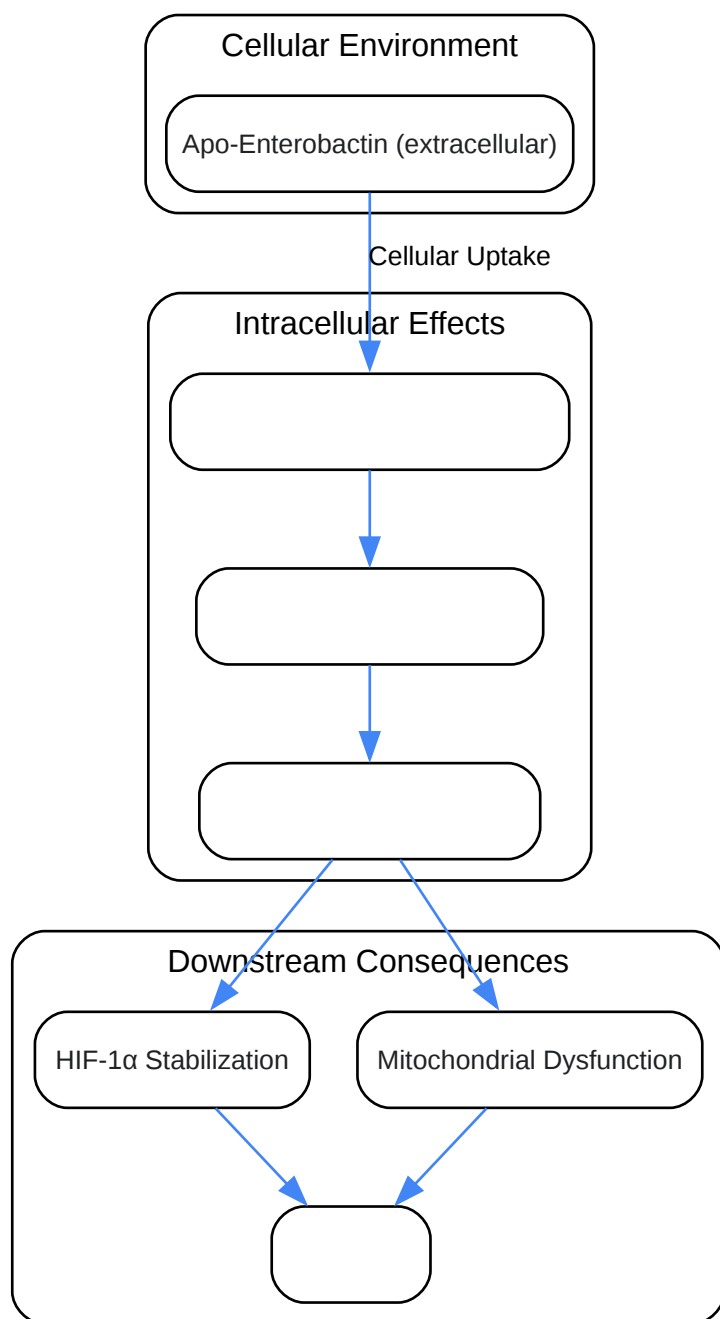 Cellular Environment
Apo-Enterobactin (extracellular)
Cellular Uptake
Intracellular Effects
Downstream Consequences
HIF-1α Stabilization
Mitochondrial Dysfunction